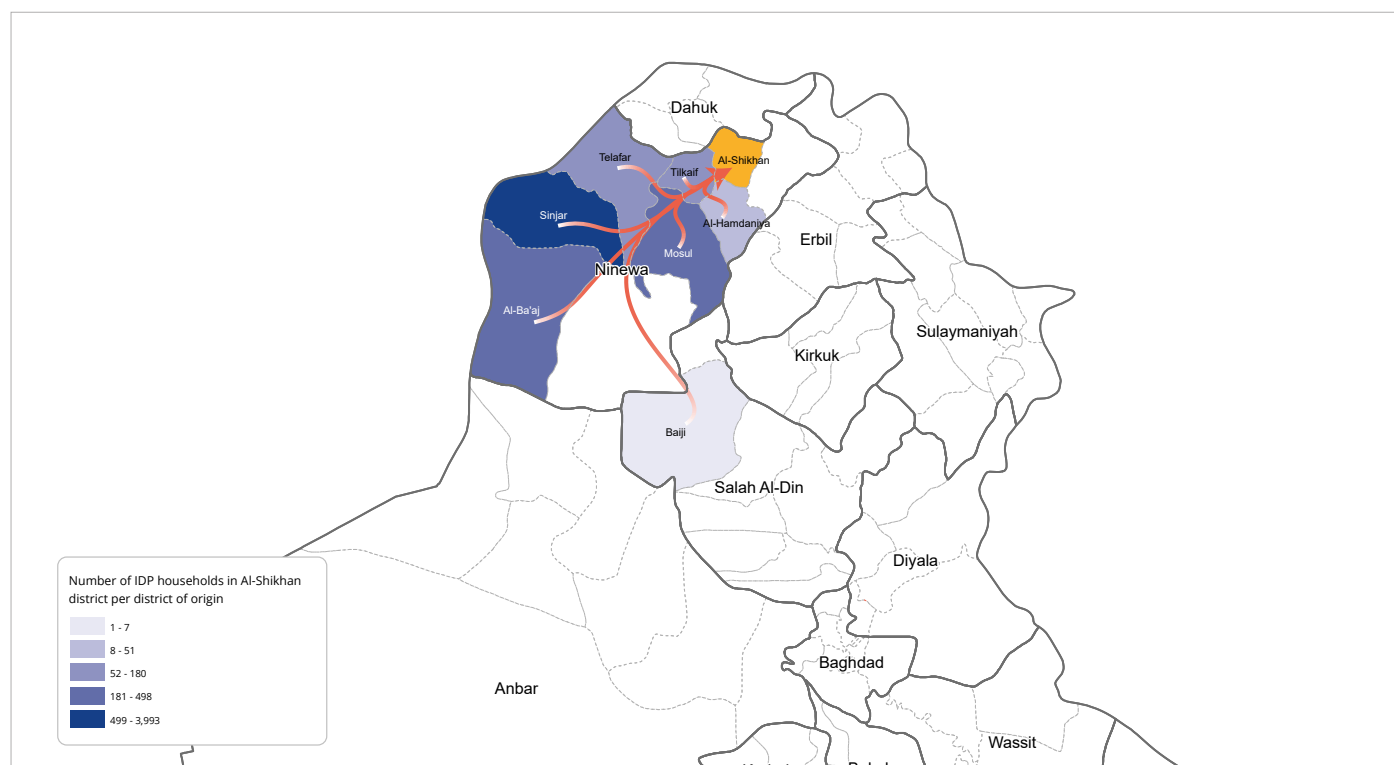 Dahuk
Telafar
Al-Shikhan
Tilkaif
Sinjar
Al-Hamdaniya
Erbil
Mosul
Ninewa
Al-Ba'aj
Sulaymaniyah
Kirkuk
Baiji
Salah Al-Din
Diyala
Number of IDP households in Al-Shikhan
district per district of origin
1 - 7
8 - 51
52 - 180
181 - 498
499 - 3,993
Baghdad
Anbar
Wassit